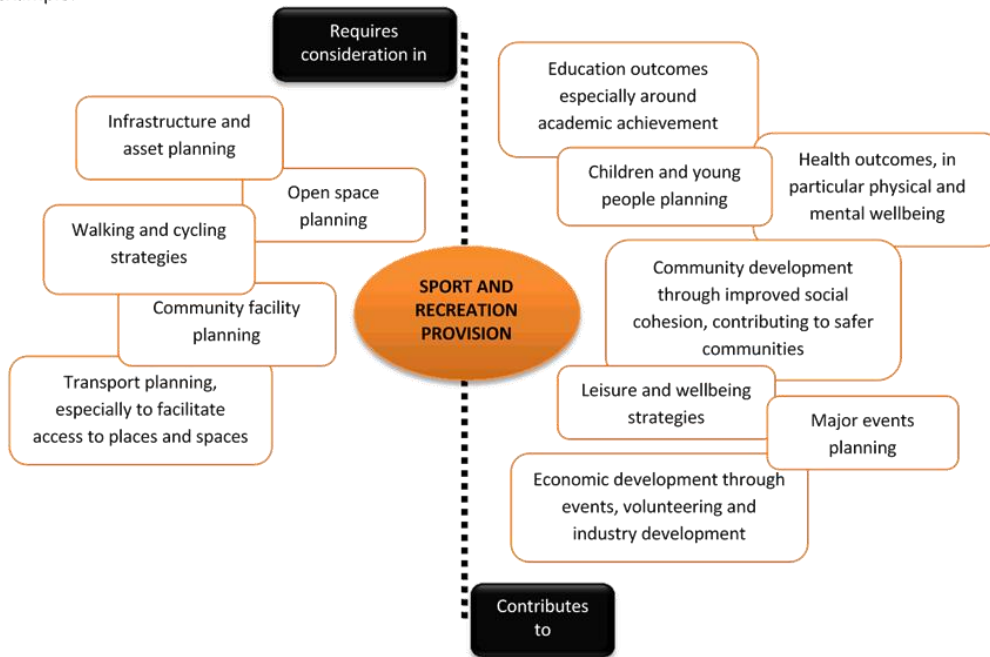 Requires
consideration in
Infrastructure and
asset planning
Open space
planning
Walking and cycling
strategies
Community facility
planning
Transport planning,
especially to facilitate
access to places and spaces
SPORT AND
RECREATION
PROVISION
Education outcomes
especially around
academic achievement
Children and young
people planning
Health outcomes, in
particular physical and
mental wellbeing
Community development
through improved social
cohesion, contributing to safer
communities
Leisure and wellbeing
strategies
Major events
planning
Economic development through
events, volunteering and
industry development
Contributes
to